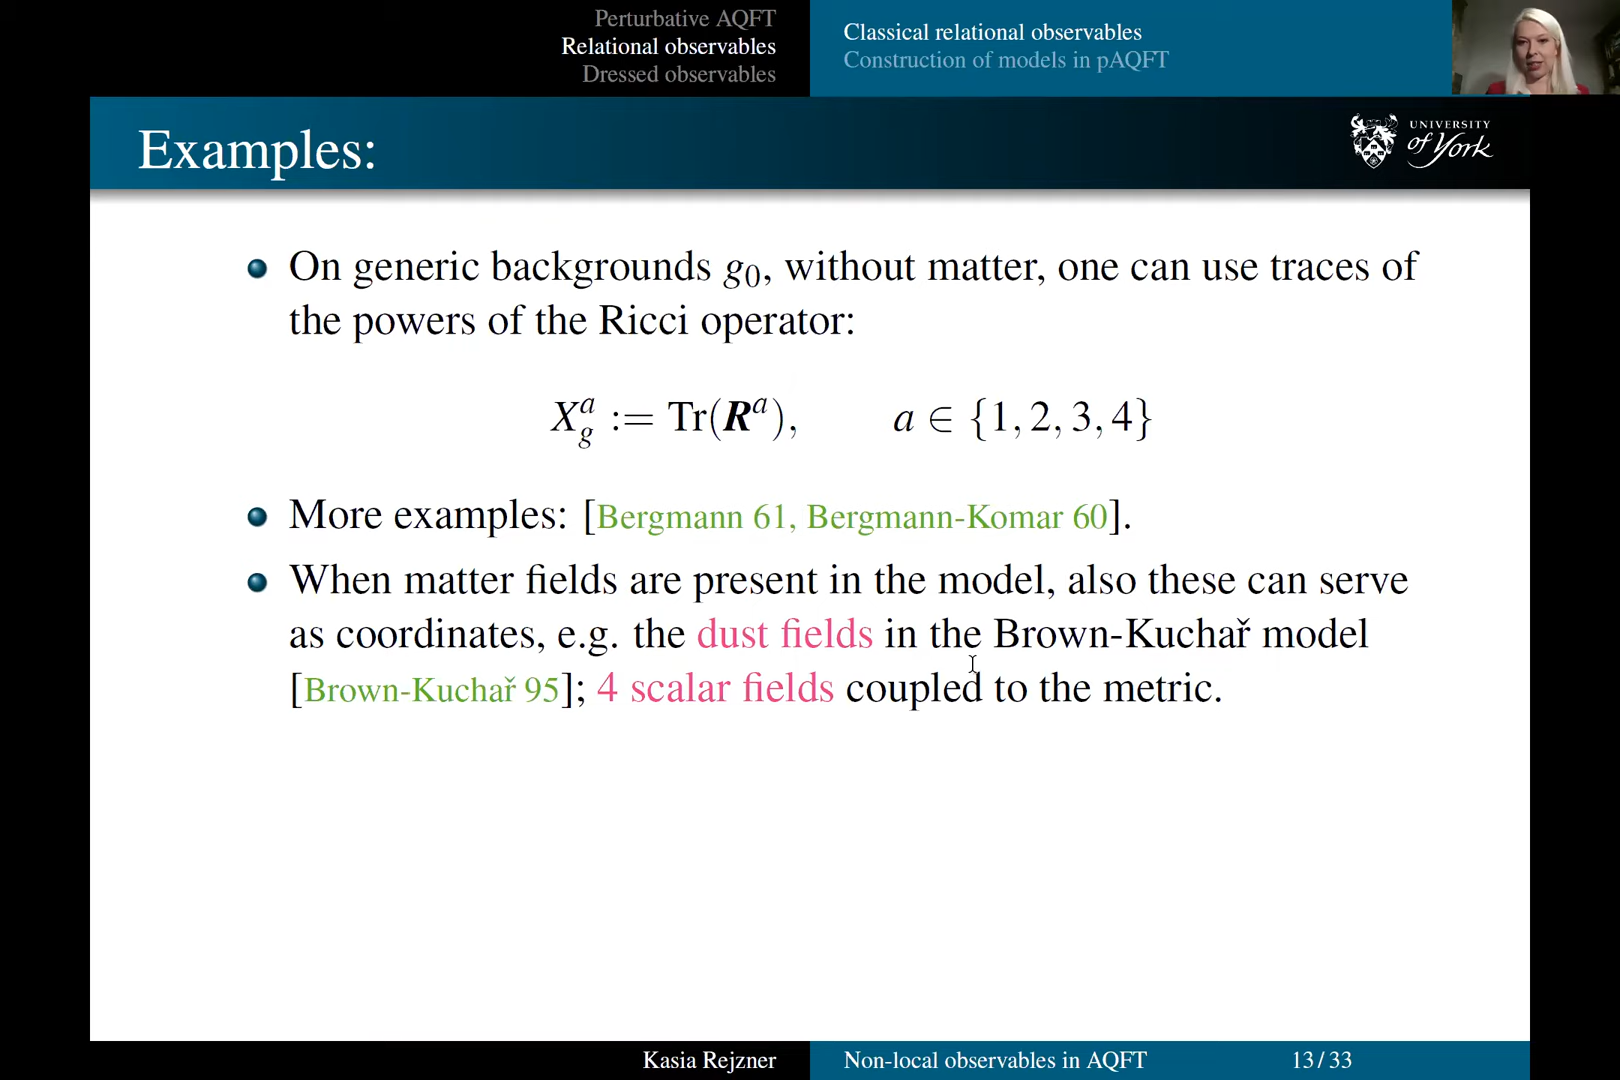 Perturbative AQFT
Relational observables
Dressed observables
Classical relational observables
Construction of models in pAQFT
Examples:
UNIVERSITY
of York
On generic backgrounds g₀, without matter, one can use traces of
the powers of the Ricci operator:
X_g^a := Tr(R^a), a ∈ {1, 2, 3, 4}
More examples: [Bergmann 61, Bergmann-Komar 60].
When matter fields are present in the model, also these can serve
as coordinates, e.g. the dust fields in the Brown-Kuchař model
[Brown-Kuchař 95]; 4 scalar fields coupled to the metric.
Kasia Rejzner
Non-local observables in AQFT
13 / 33